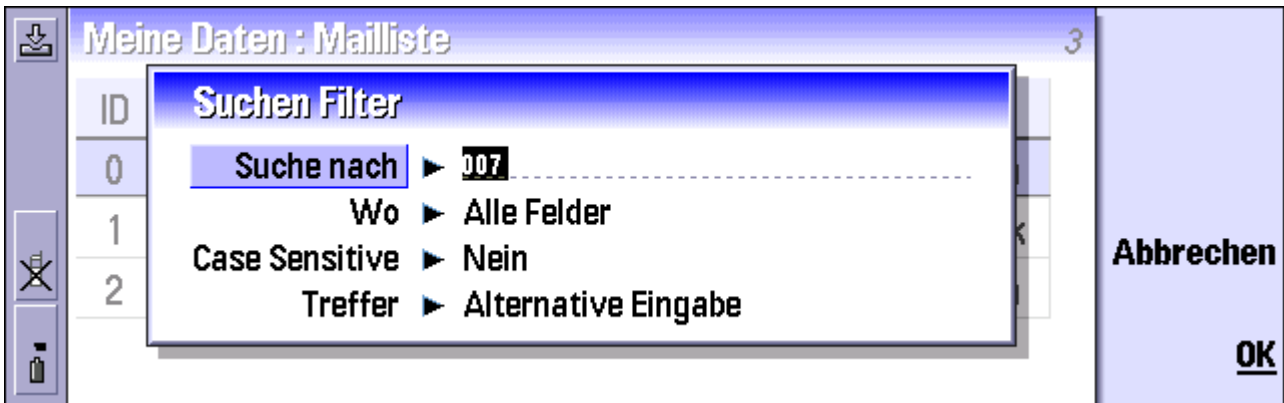 Meine Daten : Mailliste 3
ID
Suchen Filter
0
Suche nach 007
1
Wo Alle Felder
Case Sensitive Nein
2
Treffer Alternative Eingabe
Abbrechen
OK